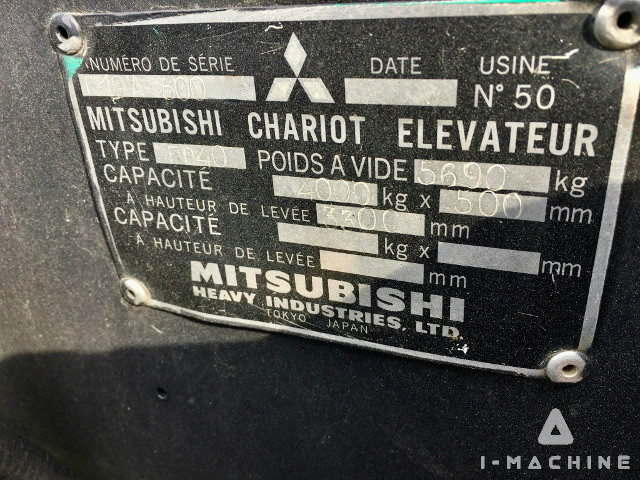 NUMÉRO DE SÉRIE DATE USINE
N° 50
MITSUBISHI CHARIOT ELEVATEUR
TYPE FD40 POIDS A VIDE 5690 kg
CAPACITÉ 4000 kg x 500 mm
À HAUTEUR DE LEVÉE 3300 mm
CAPACITÉ kg x mm
À HAUTEUR DE LEVÉE mm
MITSUBISHI
HEAVY INDUSTRIES, LTD.
TOKYO JAPAN
I-MACHINE